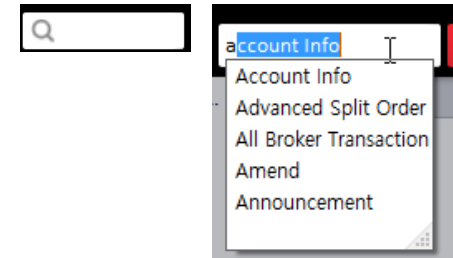 account Info
Account Info
Advanced Split Order
All Broker Transaction
Amend
Announcement